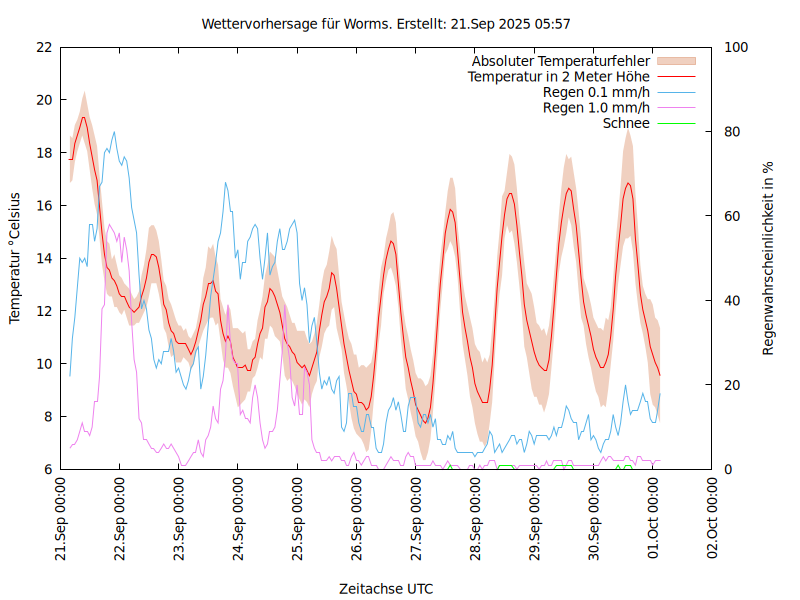 Wettervorhersage für Worms. Erstellt: 21.Sep 2025 05:57
Absoluter Temperaturfehler
Temperatur in 2 Meter Höhe
Regen 0.1 mm/h
Regen 1.0 mm/h
Schnee
Temperatur °Celsius
22
20
18
16
14
12
10
8
6
100
80
60
40
20
0
Regenwahrscheinlichkeit in %
21.Sep 00:00
22.Sep 00:00
23.Sep 00:00
24.Sep 00:00
25.Sep 00:00
26.Sep 00:00
27.Sep 00:00
28.Sep 00:00
29.Sep 00:00
30.Sep 00:00
01.Oct 00:00
02.Oct 00:00
Zeitachse UTC